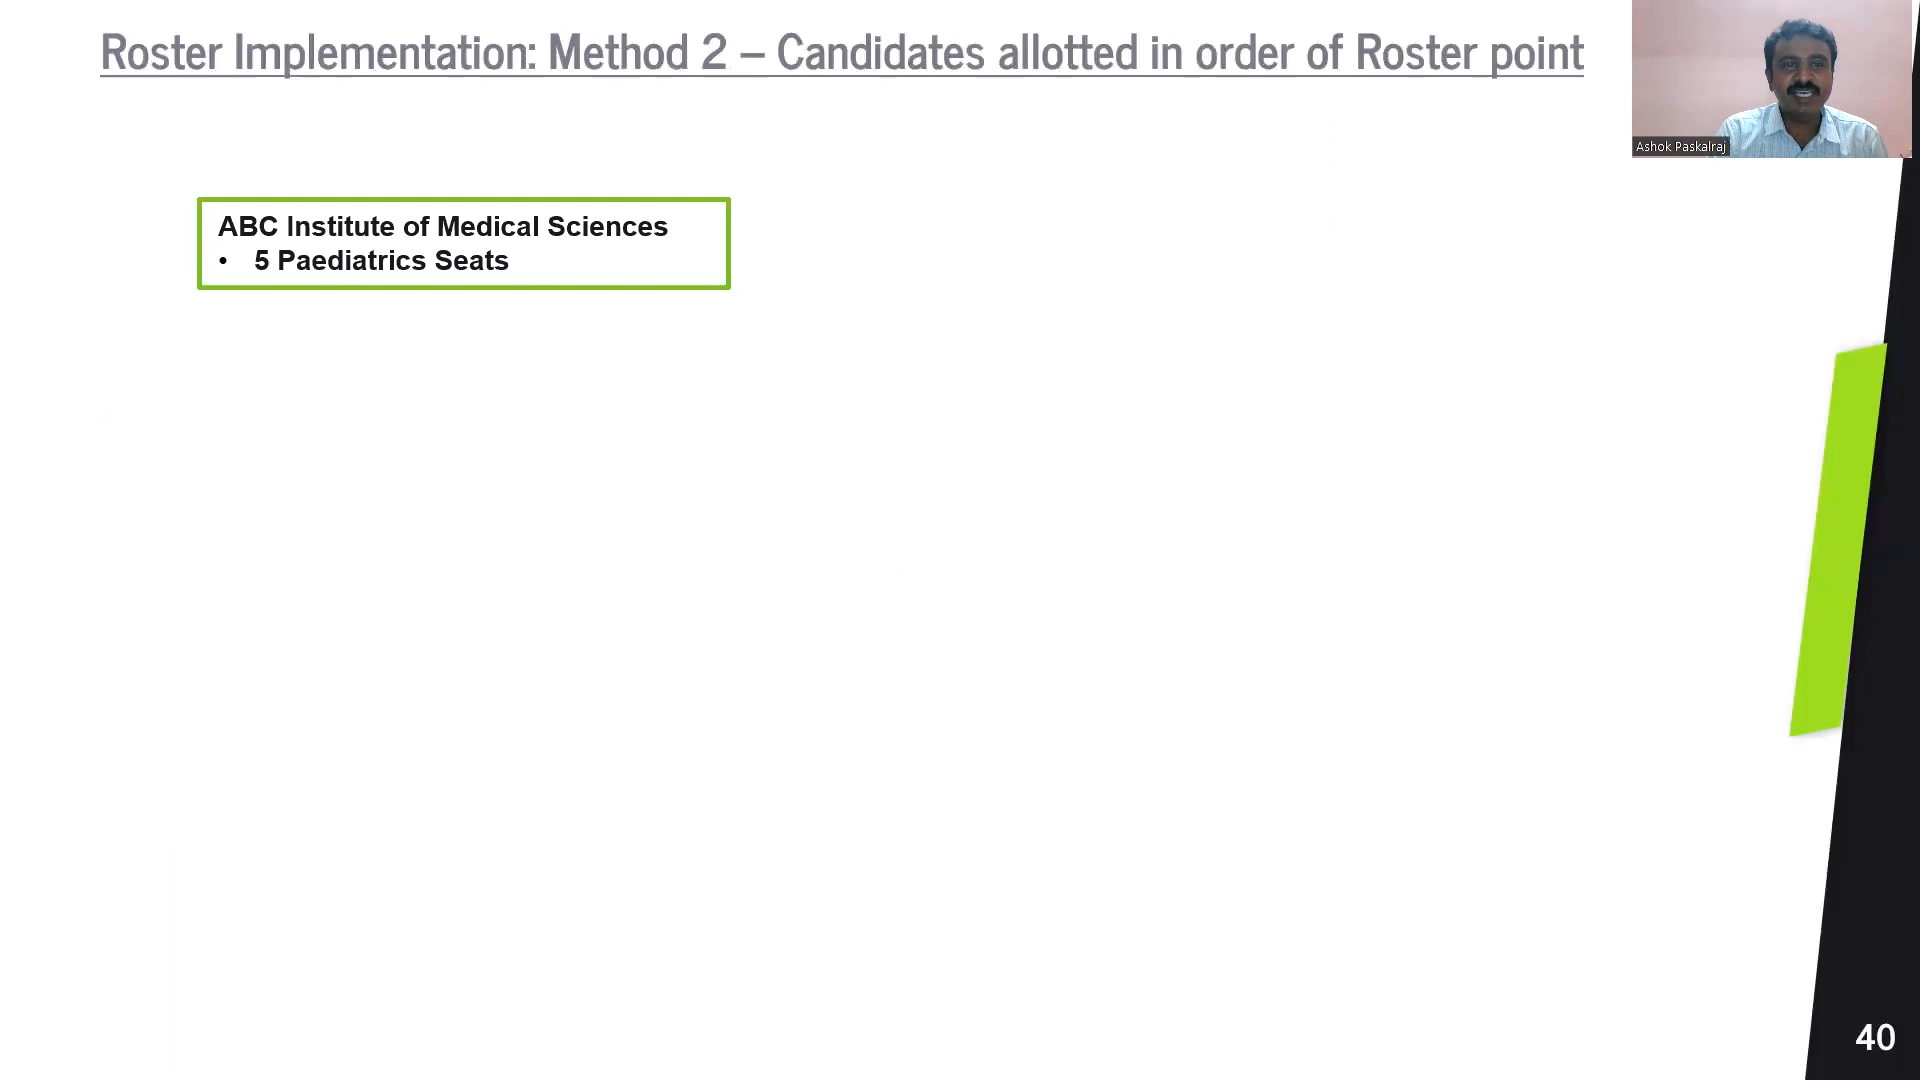 Roster Implementation: Method 2 – Candidates allotted in order of Roster point
Ashok Paskalraj
ABC Institute of Medical Sciences
• 5 Paediatrics Seats
40